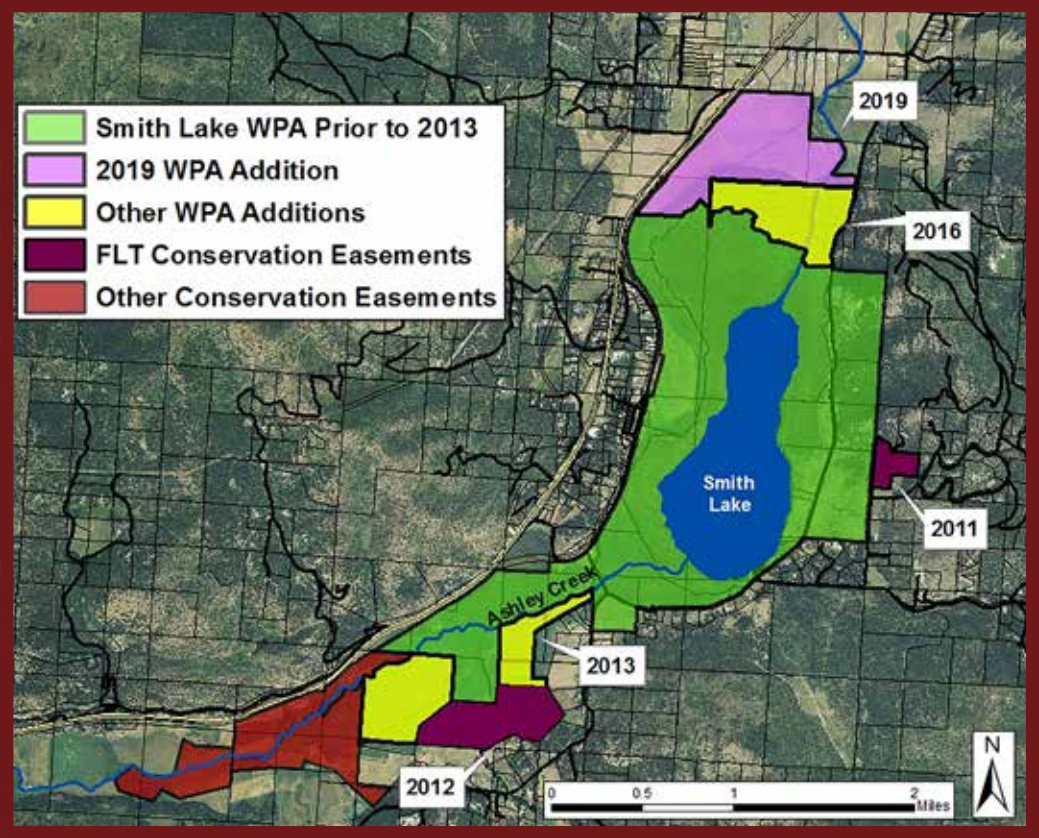 2019
Smith Lake WPA Prior to 2013
2019 WPA Addition
Other WPA Additions
2016
FLT Conservation Easements
Other Conservation Easements
Smith
Lake
2011
Ashley Creek
2013
N
2012
0 0.5 1 2
Miles